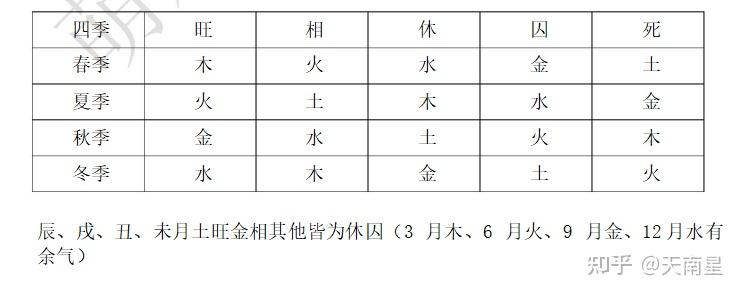 四季 旺 相 休 囚 死
春季 木 火 水 金 土
夏季 火 土 木 水 金
秋季 金 水 土 火 木
冬季 水 木 金 土 火
辰、戌、丑、未月土旺金相其他皆为休囚（3 月木、6 月火、9 月金、12月水有
余气）
知乎 @天南星